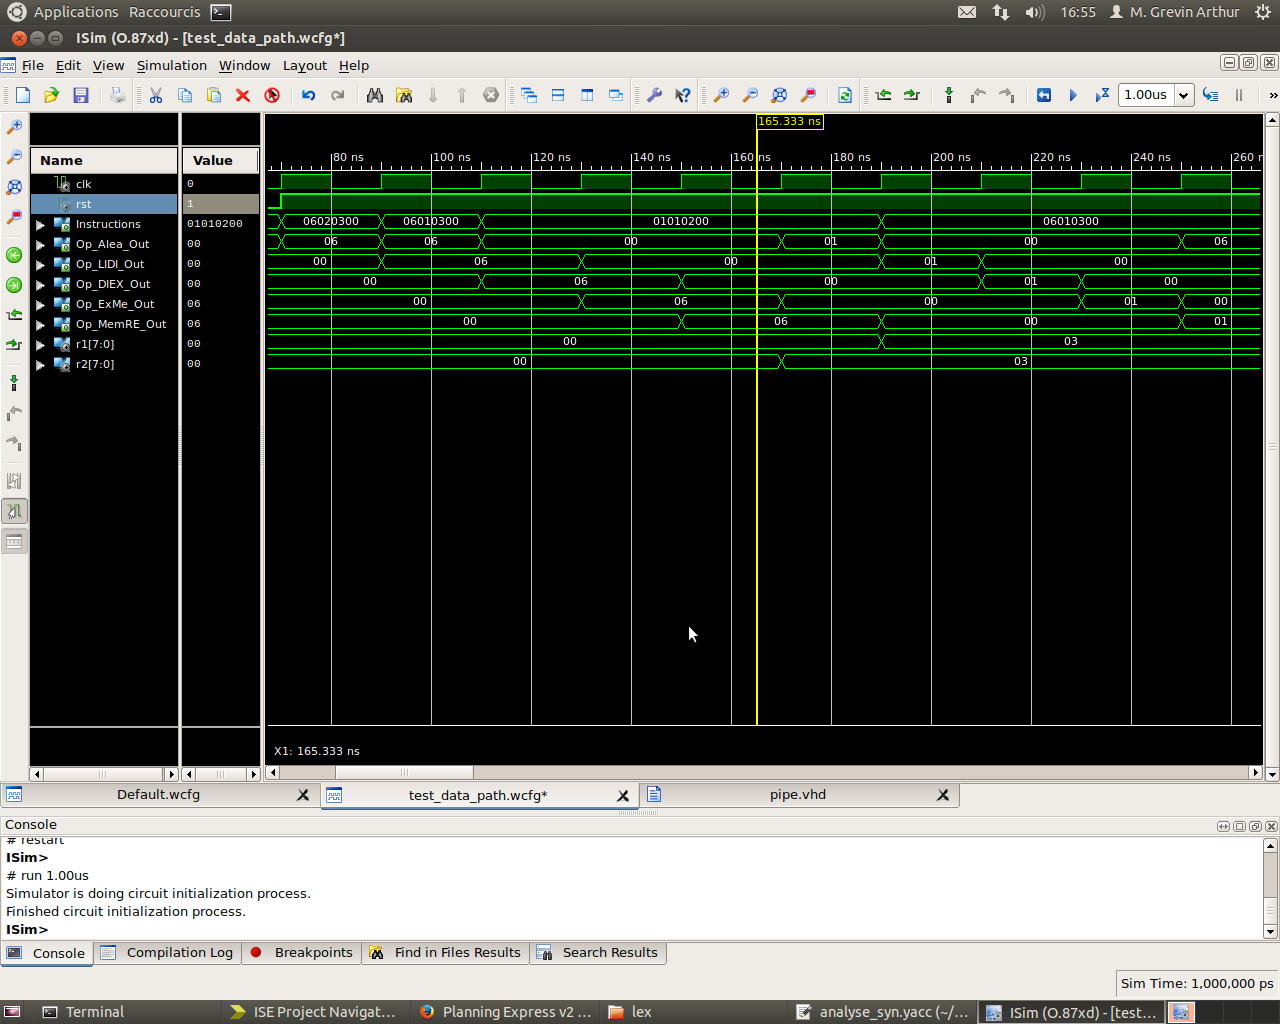 Applications Raccourcis 16:55 M. Grevin Arthur
ISim (O.87xd) - [test_data_path.wcfg*]
File Edit View Simulation Window Layout Help
1.00us »
165.333 ns
Name Value
80 ns 100 ns 120 ns 140 ns 160 ns 180 ns 200 ns 220 ns 240 ns 260 n
clk 0
rst 1
Instructions 01010200 06020300 06010300 01010200 06010300
Op_Alea_Out 00 06 06 00 01 00 06
Op_LIDI_Out 00 00 06 00 01 00
Op_DIEX_Out 00 00 06 00 01 00
Op_ExMe_Out 06 00 06 00 01 00
Op_MemRE_Out 06 00 06 00 01
r1[7:0] 00 00 03
r2[7:0] 00 00 03
X1: 165.333 ns
Default.wcfg test_data_path.wcfg* pipe.vhd
Console
# restart
ISim>
# run 1.00us
Simulator is doing circuit initialization process.
Finished circuit initialization process.
ISim>
Console Compilation Log Breakpoints Find in Files Results Search Results
Sim Time: 1,000,000 ps
Terminal ISE Project Navigat... Planning Express v2 ... lex analyse_syn.yacc (~/... ISim (O.87xd) - [test...